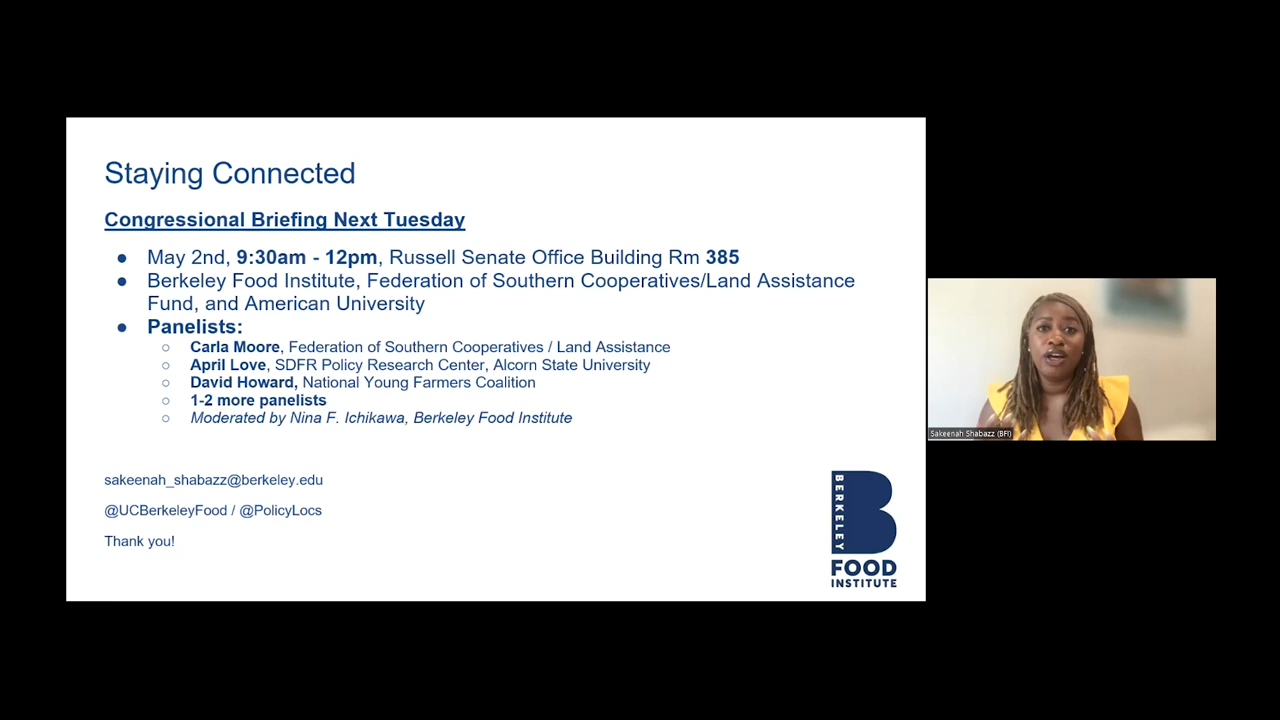 Staying Connected
Congressional Briefing Next Tuesday
● May 2nd, 9:30am - 12pm, Russell Senate Office Building Rm 385
● Berkeley Food Institute, Federation of Southern Cooperatives/Land Assistance
Fund, and American University
● Panelists:
○ Carla Moore, Federation of Southern Cooperatives / Land Assistance
○ April Love, SDFR Policy Research Center, Alcorn State University
○ David Howard, National Young Farmers Coalition
○ 1-2 more panelists
○ Moderated by Nina F. Ichikawa, Berkeley Food Institute
sakeenah_shabazz@berkeley.edu
@UCBerkeleyFood / @PolicyLocs
Thank you!
BERKELEY
FOOD
INSTITUTE
Sakeenah Shabazz (BFI)